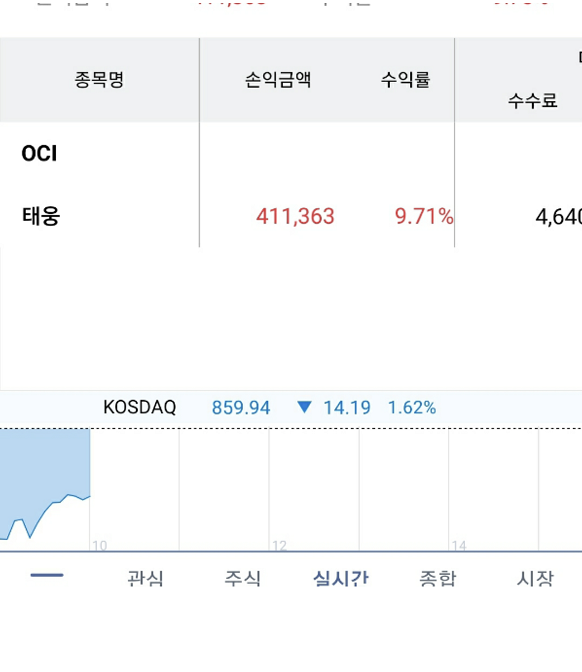 종목명 손익금액 수익률
수수료
OCI
태웅 411,363 9.71% 4,640
KOSDAQ 859.94 ▼ 14.19 1.62%
10 12 14
관심 주식 실시간 종합 시장